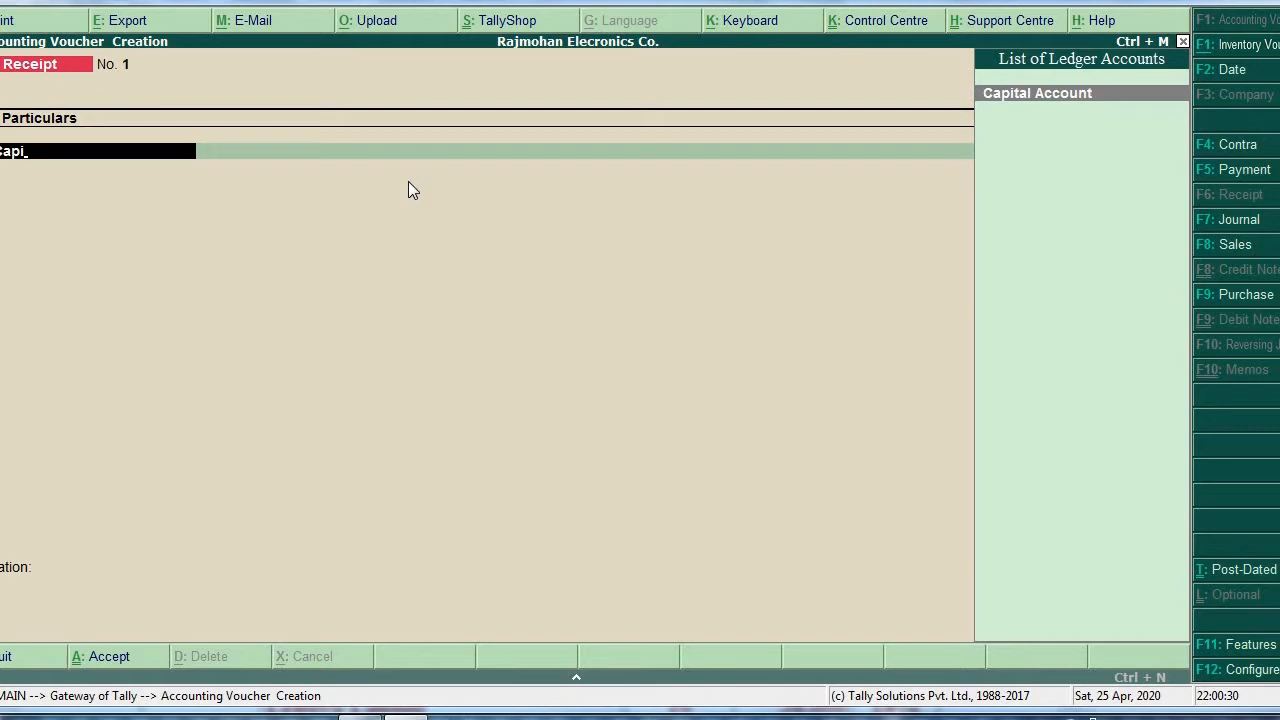 int E: Export M: E-Mail O: Upload S: TallyShop G: Language K: Keyboard K: Control Centre H: Support Centre H: Help
ounting Voucher Creation Rajmohan Elecronics Co. Ctrl + M
Receipt No. 1
List of Ledger Accounts
Capital Account
Particulars
Capi
F1: Accounting Vo
F1: Inventory Vou
F2: Date
F3: Company
F4: Contra
F5: Payment
F6: Receipt
F7: Journal
F8: Sales
F8: Credit Note
F9: Purchase
F9: Debit Note
F10: Reversing J
F10: Memos
T: Post-Dated
L: Optional
F11: Features
F12: Configure
ation:
uit A: Accept D: Delete X: Cancel
Ctrl + N
MAIN --> Gateway of Tally --> Accounting Voucher Creation (c) Tally Solutions Pvt. Ltd., 1988-2017 Sat, 25 Apr, 2020 22:00:30